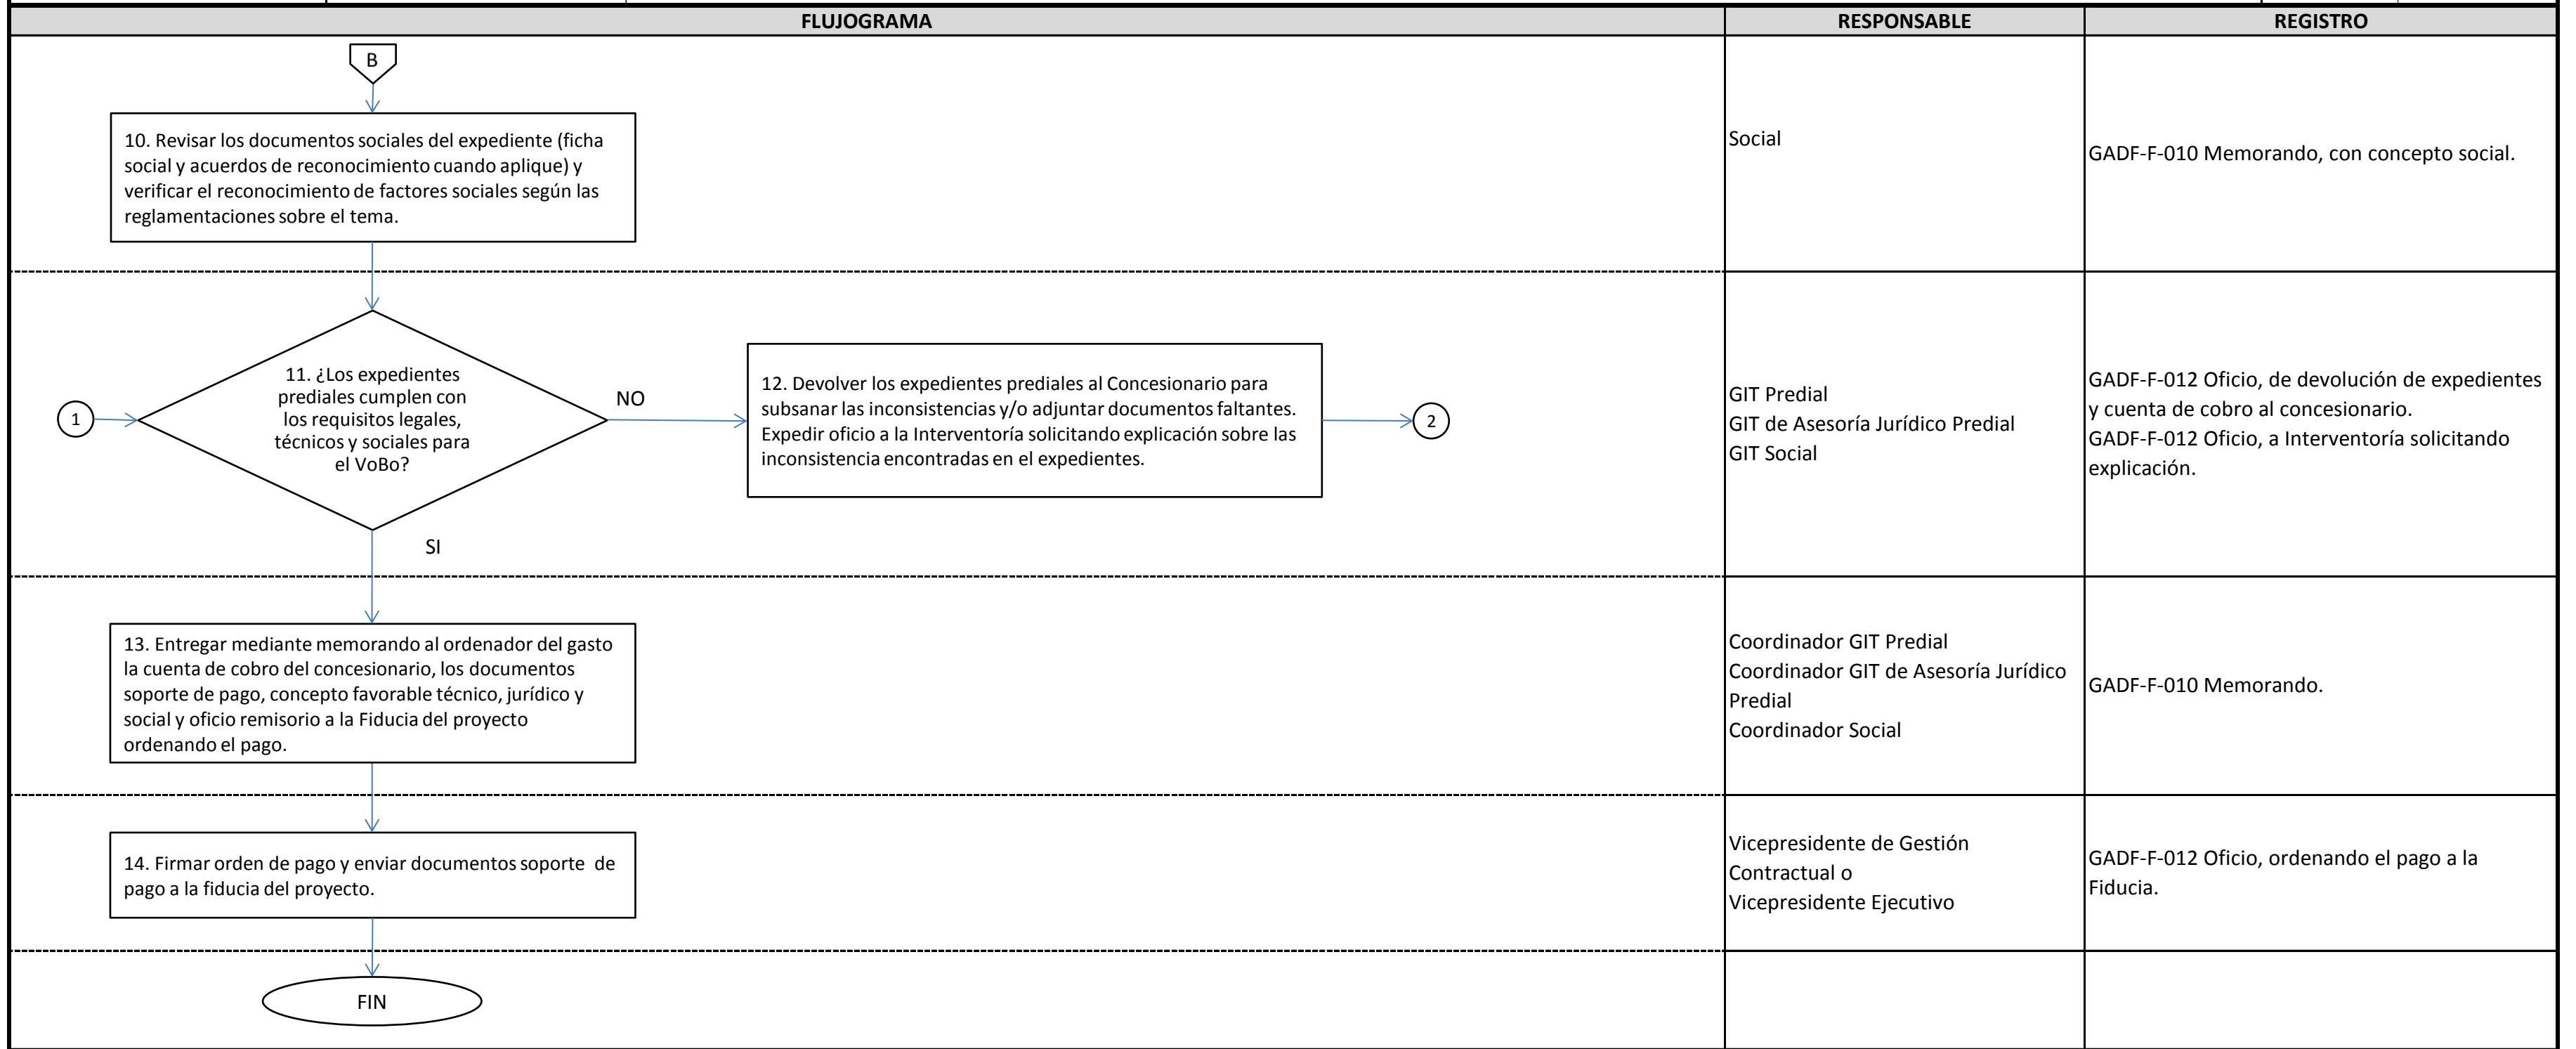 FLUJOGRAMA
RESPONSABLE
REGISTRO
B
10. Revisar los documentos sociales del expediente (ficha
social y acuerdos de reconocimiento cuando aplique) y
verificar el reconocimiento de factores sociales según las
reglamentaciones sobre el tema.
Social
GADF-F-010 Memorando, con concepto social.
1
11. ¿Los expedientes
prediales cumplen con
los requisitos legales,
técnicos y sociales para
el VoBo?
NO
SI
12. Devolver los expedientes prediales al Concesionario para
subsanar las inconsistencias y/o adjuntar documentos faltantes.
Expedir oficio a la Interventoría solicitando explicación sobre las
inconsistencia encontradas en el expedientes.
2
GIT Predial
GIT de Asesoría Jurídico Predial
GIT Social
GADF-F-012 Oficio, de devolución de expedientes
y cuenta de cobro al concesionario.
GADF-F-012 Oficio, a Interventoría solicitando
explicación.
13. Entregar mediante memorando al ordenador del gasto
la cuenta de cobro del concesionario, los documentos
soporte de pago, concepto favorable técnico, jurídico y
social y oficio remisorio a la Fiducia del proyecto
ordenando el pago.
Coordinador GIT Predial
Coordinador GIT de Asesoría Jurídico
Predial
Coordinador Social
GADF-F-010 Memorando.
14. Firmar orden de pago y enviar documentos soporte de
pago a la fiducia del proyecto.
Vicepresidente de Gestión
Contractual o
Vicepresidente Ejecutivo
GADF-F-012 Oficio, ordenando el pago a la
Fiducia.
FIN